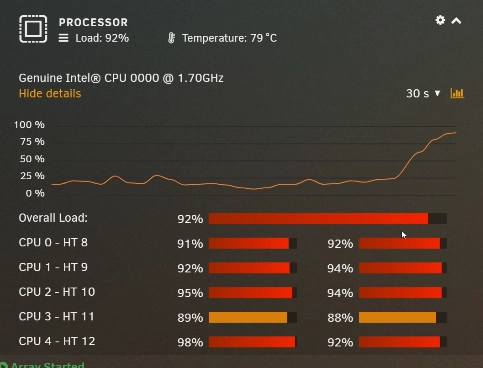 PROCESSOR
Load: 92% Temperature: 79 °C
Genuine Intel® CPU 0000 @ 1.70GHz
Hide details 30 s
100 %
75 %
50 %
25 %
0 %
Overall Load: 92%
CPU 0 - HT 8 91% 92%
CPU 1 - HT 9 92% 94%
CPU 2 - HT 10 95% 94%
CPU 3 - HT 11 89% 88%
CPU 4 - HT 12 98% 92%
Array Started